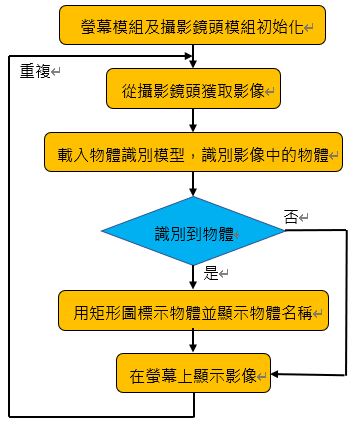 螢幕模組及攝影鏡頭模組初始化
重複
從攝影鏡頭獲取影像
載入物體識別模型，識別影像中的物體
識別到物體
否
是
用矩形圖標示物體並顯示物體名稱
在螢幕上顯示影像